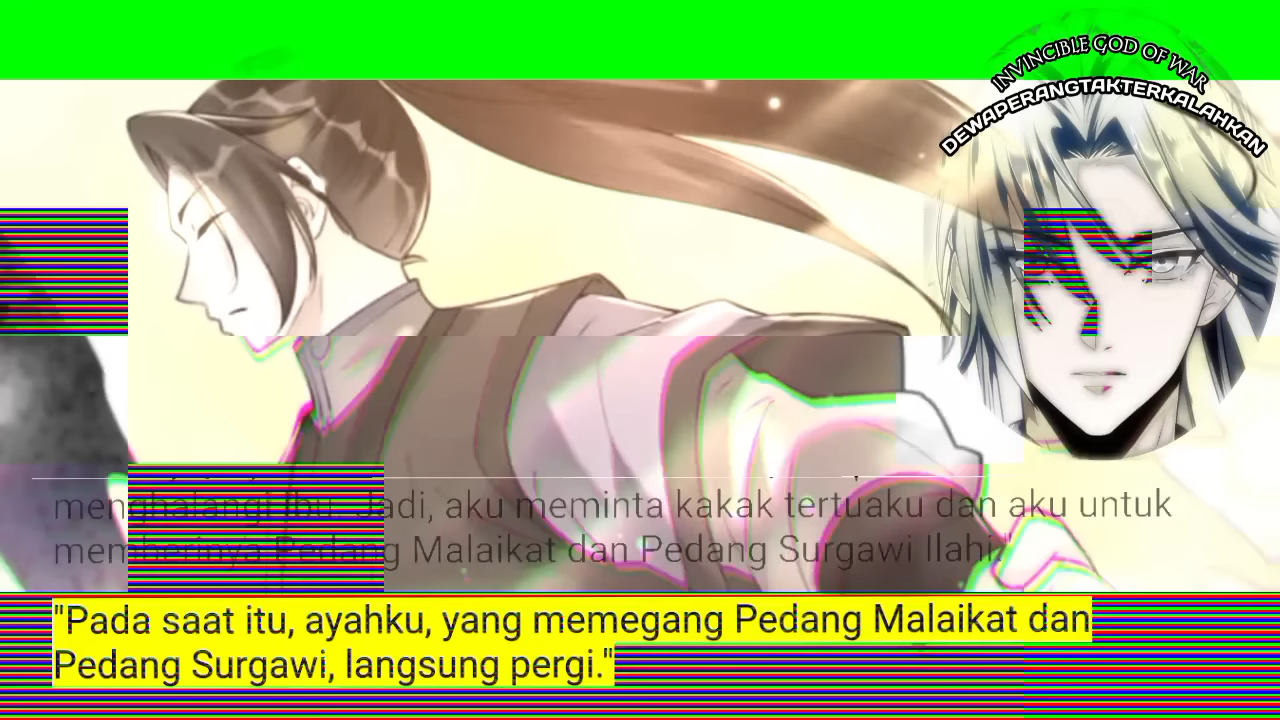 INVINCIBLE GOD OF WAR
DEWAPERANGTAKTERKALAHKAN
menghalangi Ibu. Jadi, aku meminta kakak tertuaku dan aku untuk
memberinya Pedang Malaikat dan Pedang Surgawi Ilahi."
"Pada saat itu, ayahku, yang memegang Pedang Malaikat dan
Pedang Surgawi, langsung pergi."